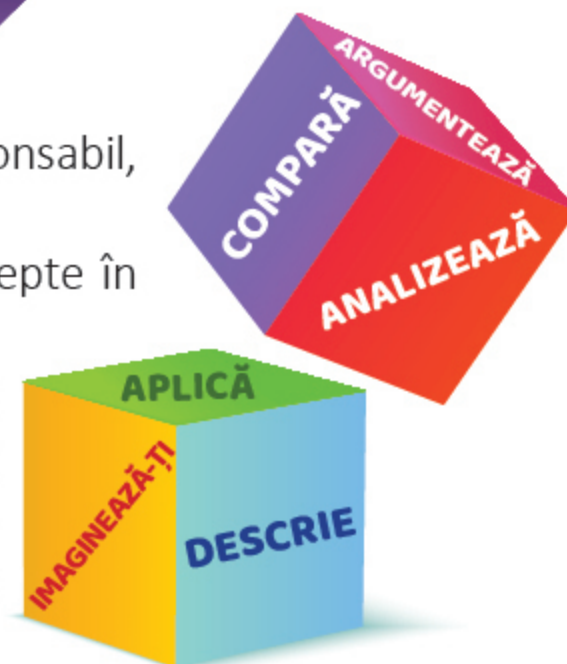 onsabil,
epte în
COMPARĂ
ARGUMENTEAZĂ
ANALIZEAZĂ
APLICĂ
IMAGINEAZĂ-ȚI
DESCRIE